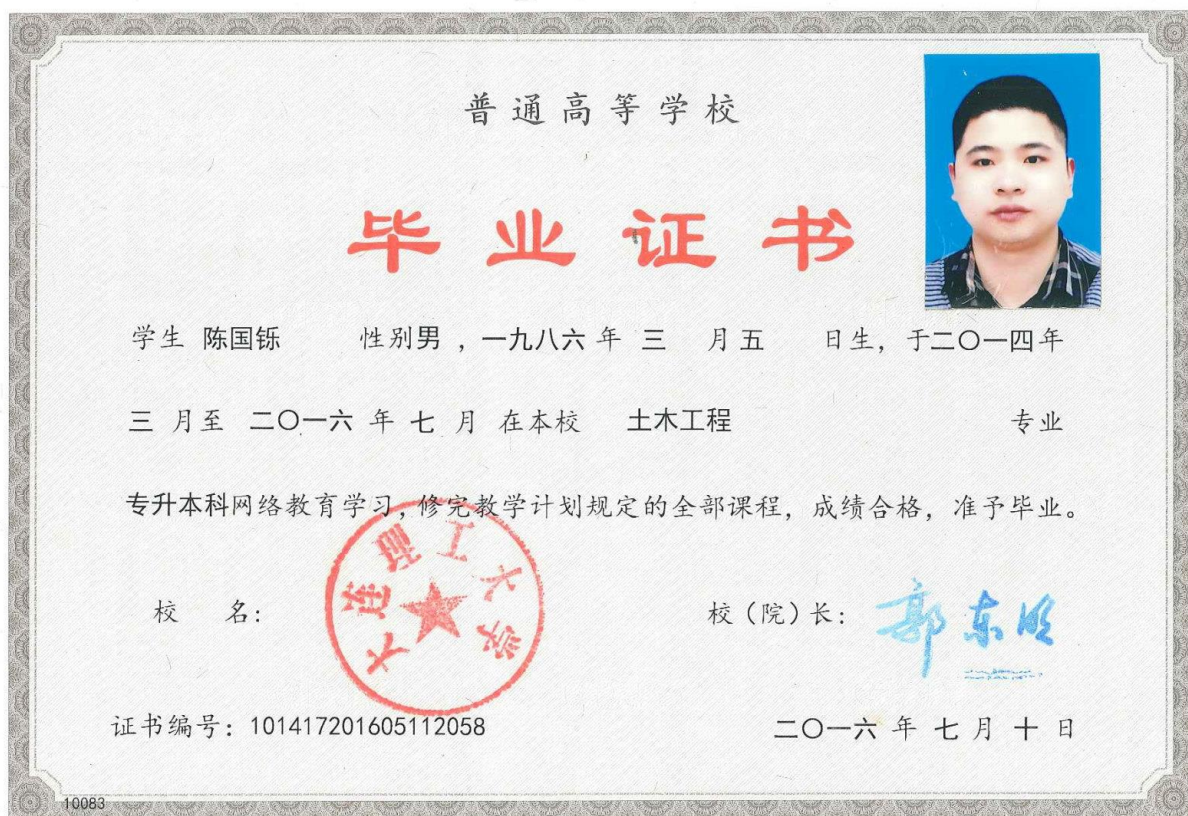 普通高等学校
毕业证书
学生 陈国铄 性别男，一九八六年 三 月五 日生，于二〇一四年
三 月至 二〇一六 年 七 月 在本校 土木工程 专业
专升本科网络教育学习，修完教学计划规定的全部课程，成绩合格，准予毕业。
大连理工大学
校 名： 校（院）长： 郭东明
证书编号：101417201605112058 二〇一六 年 七 月 十 日
10083